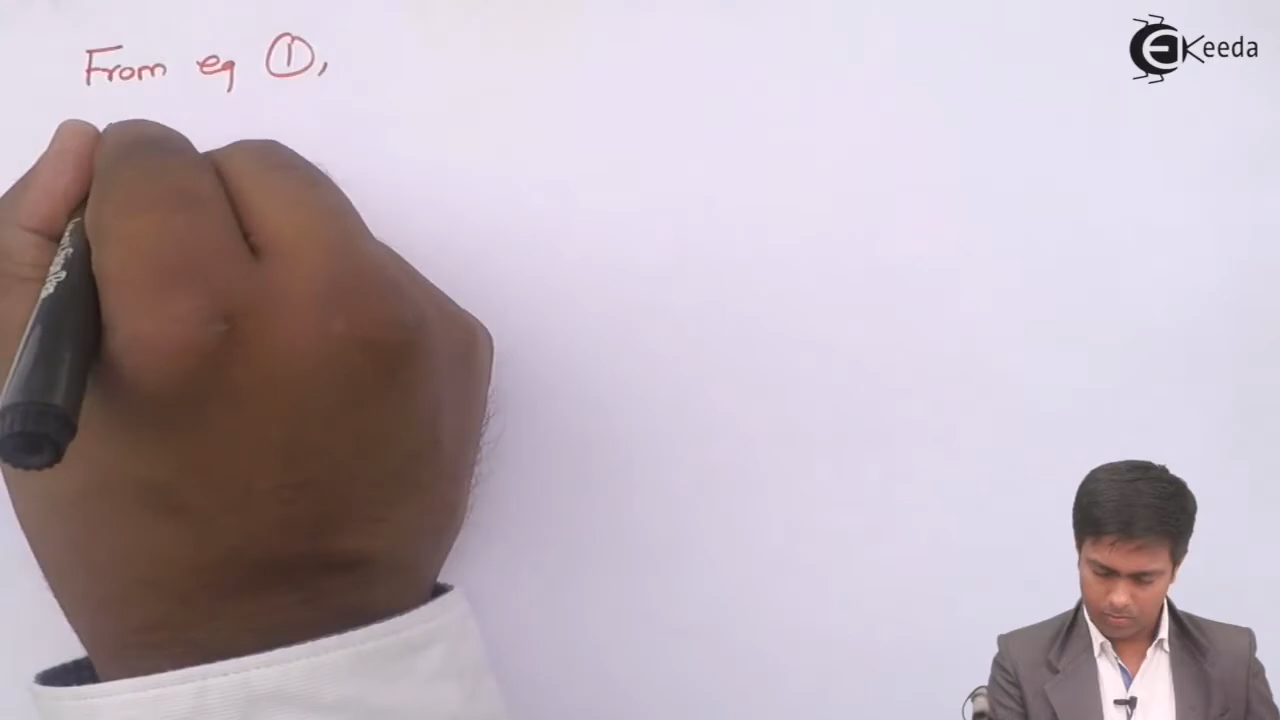 From eq ①,
Keeda